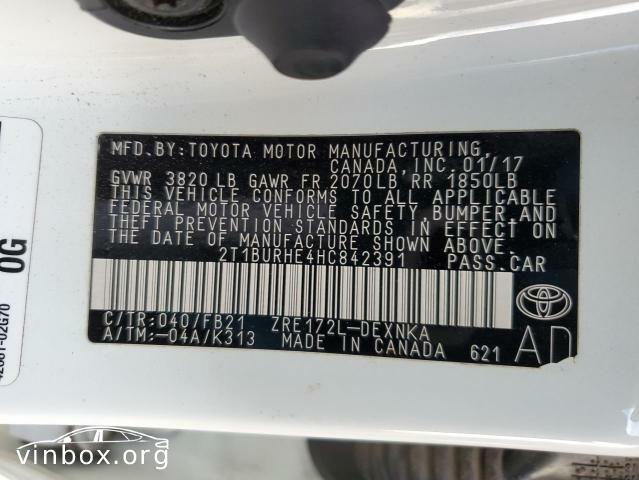 MFD. BY: TOYOTA MOTOR MANUFACTURING
CANADA, INC. 01/17
GVWR 3820 LB GAWR FR 2070LB RR 1850LB
THIS VEHICLE CONFORMS TO ALL APPLICABLE
FEDERAL MOTOR VEHICLE SAFETY, BUMPER, AND
THEFT PREVENTION STANDARDS IN EFFECT ON
THE DATE OF MANUFACTURE SHOWN ABOVE.
2T1BURHE4HC842391 PASS. CAR
C/TR: 040/FB21 ZRE172L-DEXNKA
A/TM: -04A/K313 MADE IN CANADA 621
AD
0G
vinbox.org